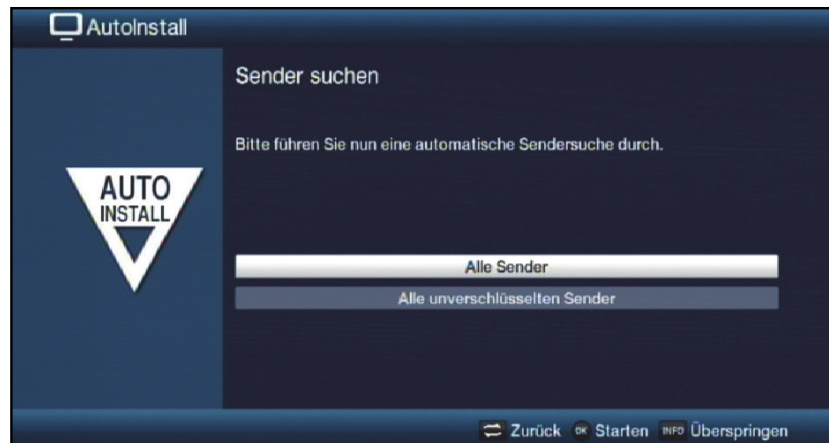 AutoInstall
Sender suchen
Bitte führen Sie nun eine automatische Sendersuche durch.
AUTO
INSTALL
Alle Sender
Alle unverschlüsselten Sender
Zurück OK Starten INFO Überspringen